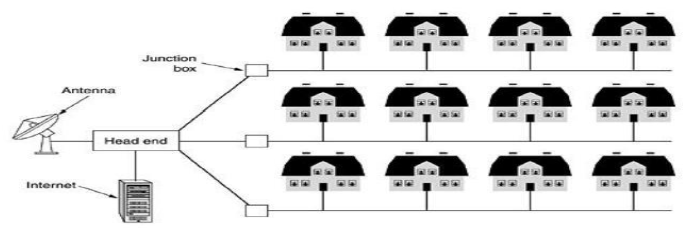 Junction
box
Antenna
Head end
Internet